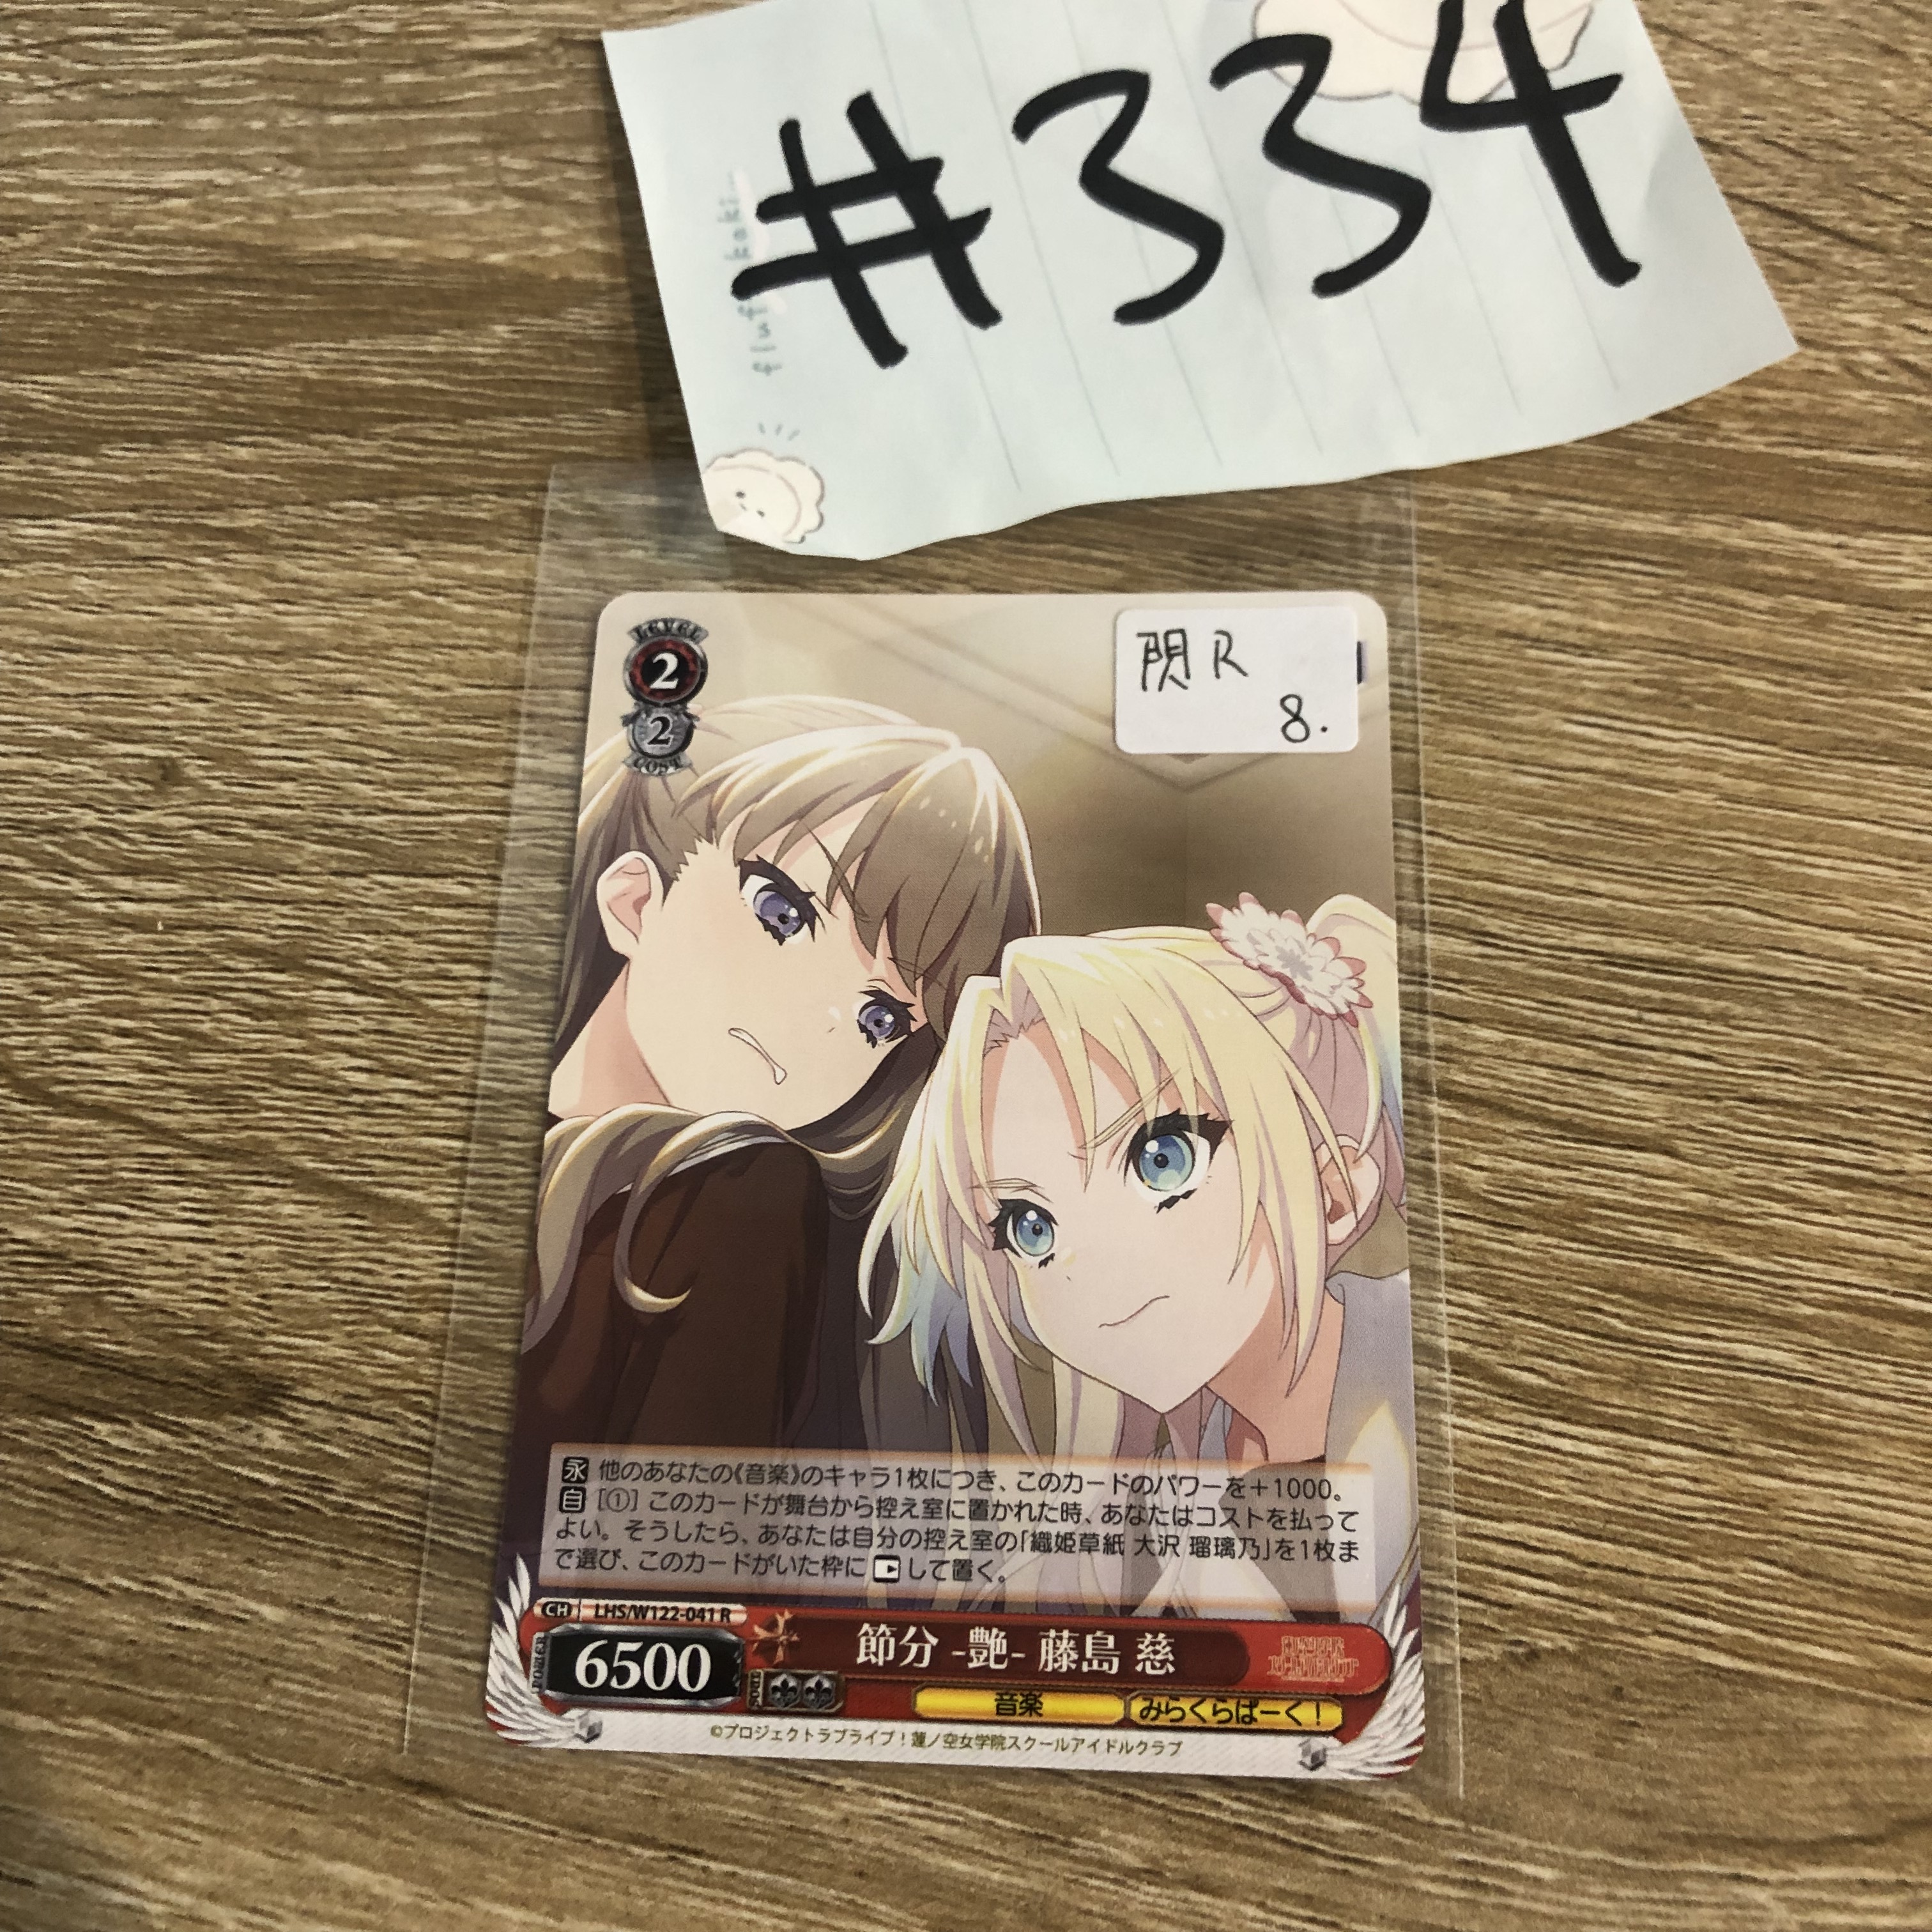 #334
LEVEL
2
2
COST
閃 R
8.
永 他のあなたの《音楽》のキャラ1枚につき、このカードのパワーを＋1000。
自 [①] このカードが舞台から控え室に置かれた時、あなたはコストを払って
よい。そうしたら、あなたは自分の控え室の「織姫草紙 大沢 瑠璃乃」を1枚ま
で選び、このカードがいた枠に して置く。
CH LHS/W122-041 R
POWER 6500
節分 -艶- 藤島 慈
SOUL
音楽 みらくらぱーく！
©プロジェクトラブライブ！蓮ノ空女学院スクールアイドルクラブ